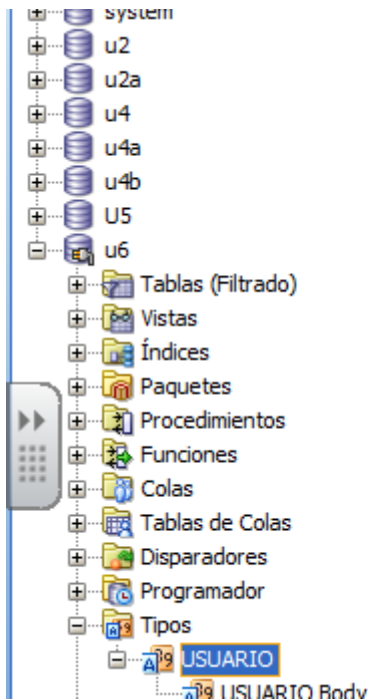 system
u2
u2a
u4
u4a
u4b
U5
u6
Tablas (Filtrado)
Vistas
Índices
Paquetes
Procedimientos
Funciones
Colas
Tablas de Colas
Disparadores
Programador
Tipos
USUARIO
USUARIO Body